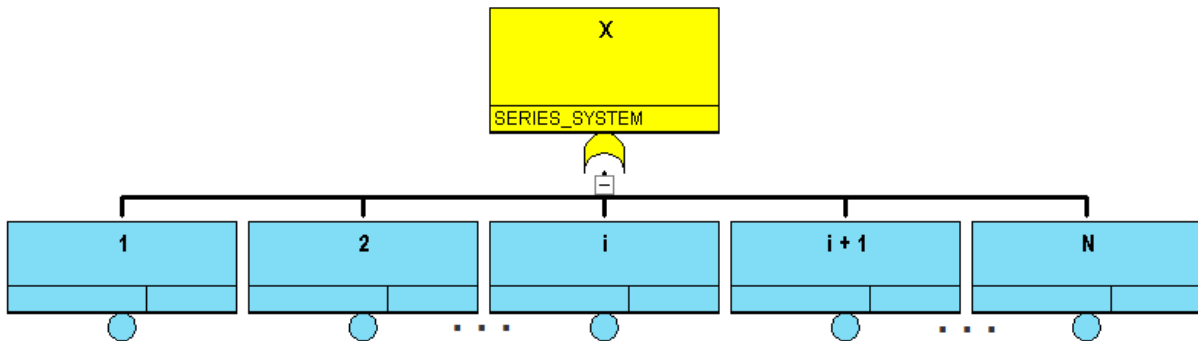 X
SERIES_SYSTEM
1
2
i
i + 1
N
. . .
. . .